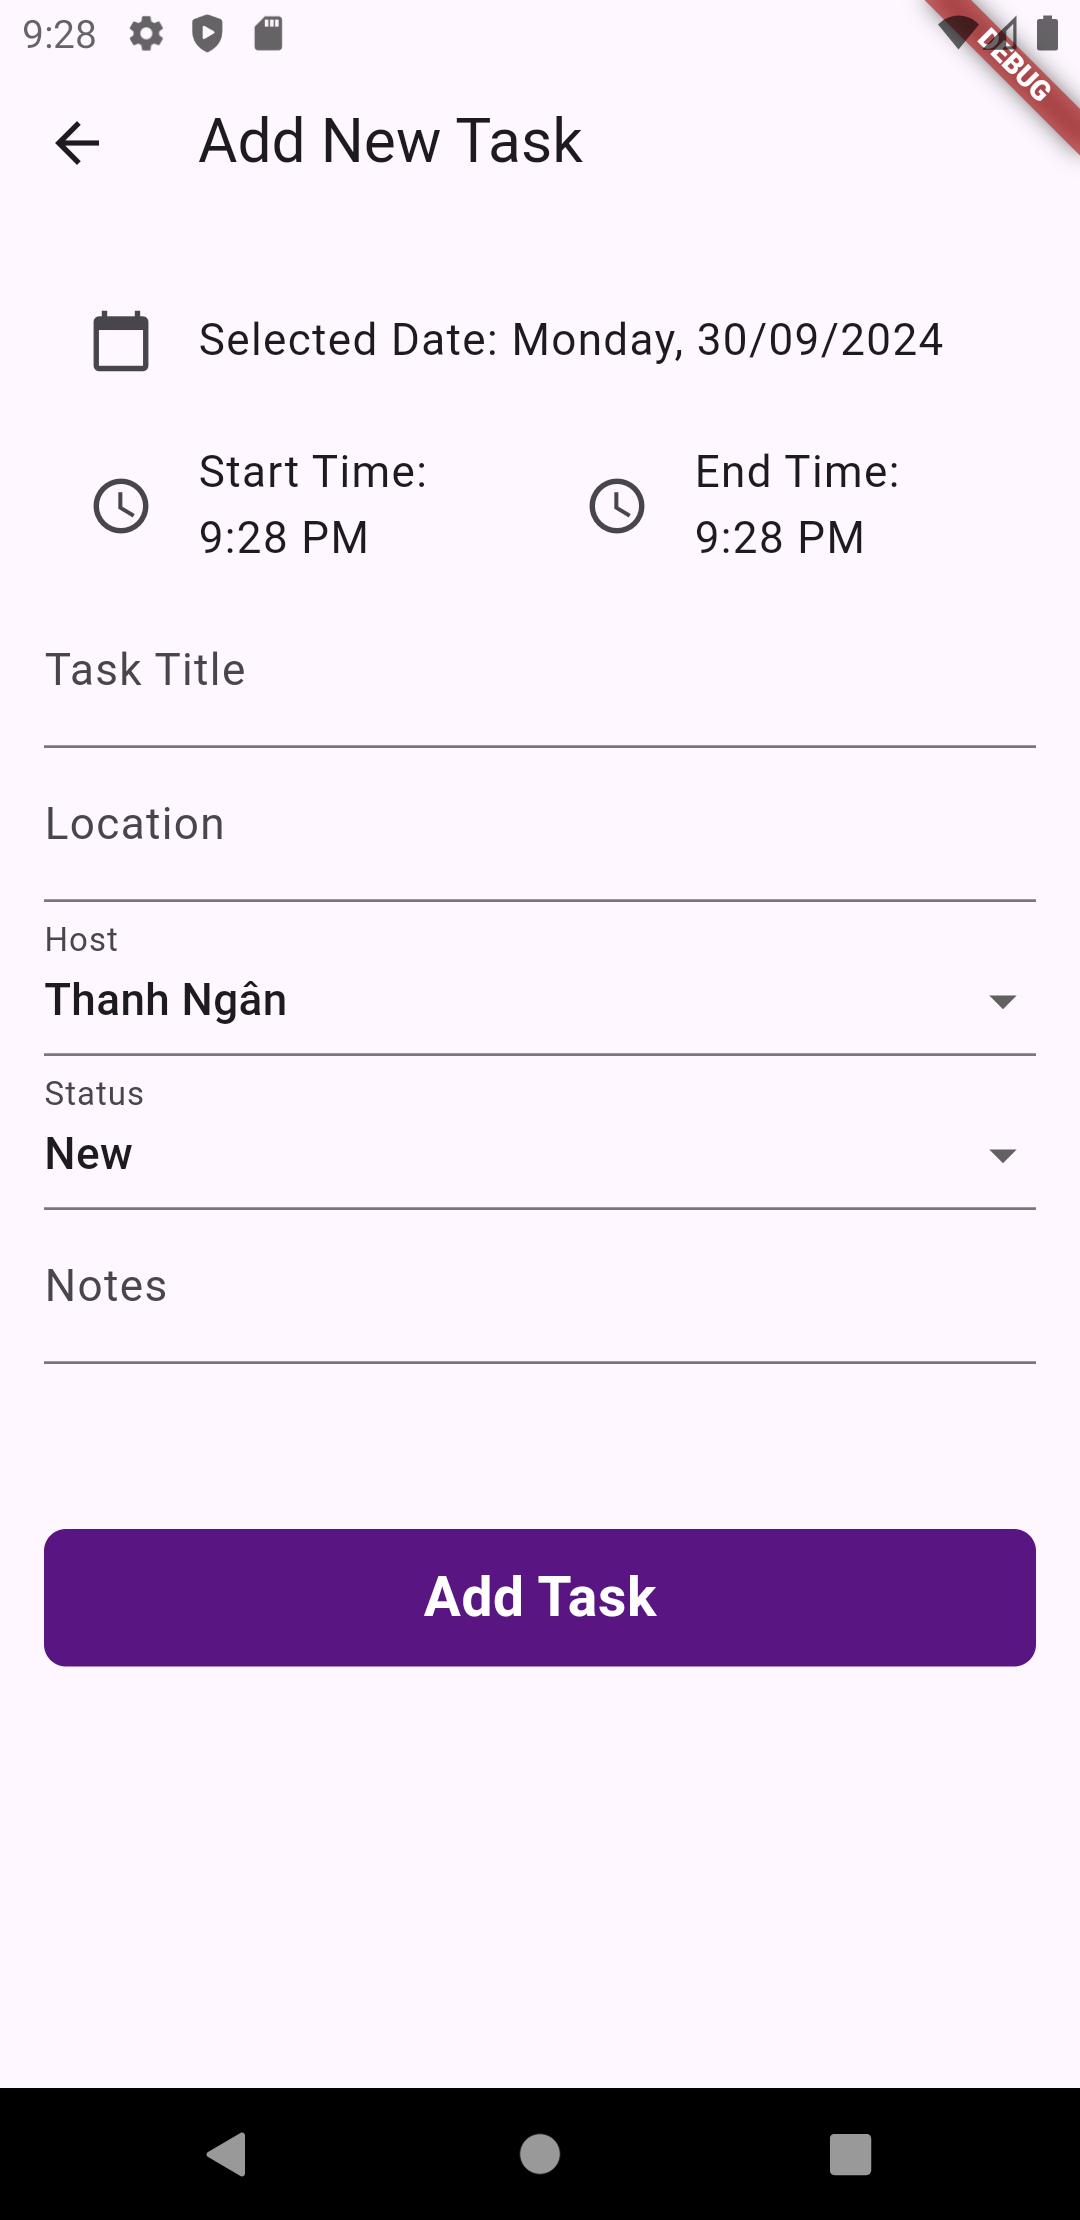 9:28
DEBUG
Add New Task
Selected Date: Monday, 30/09/2024
Start Time:
9:28 PM
End Time:
9:28 PM
Task Title
Location
Host
Thanh Ngân
Status
New
Notes
Add Task